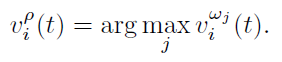 v_i^ρ(t) = arg max_j v_i^{ω_j}(t).